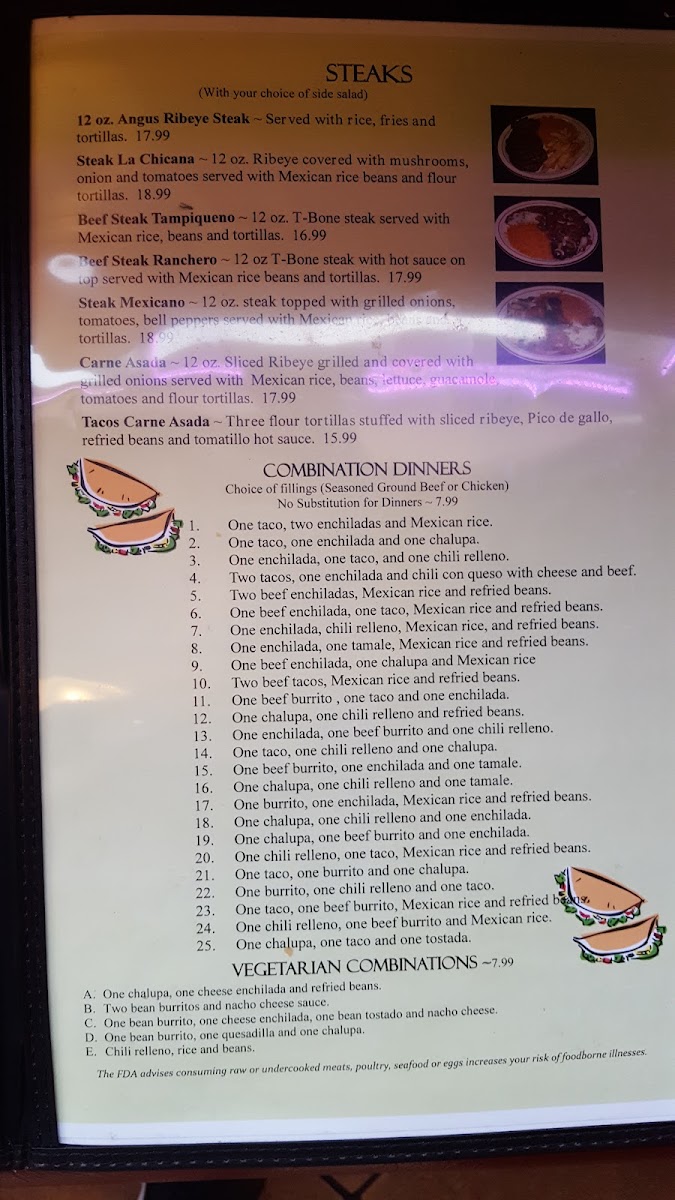 STEAKS
(With your choice of side salad)
12 oz. Angus Ribeye Steak ~ Served with rice, fries and
tortillas. 17.99
Steak La Chicana ~ 12 oz. Ribeye covered with mushrooms,
onion and tomatoes served with Mexican rice beans and flour
tortillas. 18.99
Beef Steak Tampiqueno ~ 12 oz. T-Bone steak served with
Mexican rice, beans and tortillas. 16.99
Beef Steak Ranchero ~ 12 oz T-Bone steak with hot sauce on
top served with Mexican rice beans and tortillas. 17.99
Steak Mexicano ~ 12 oz. steak topped with grilled onions,
tomatoes, bell peppers served with Mexican rice, beans and
tortillas. 18.99
Carne Asada ~ 12 oz. Sliced Ribeye grilled and covered with
grilled onions served with Mexican rice, beans, lettuce, guacamole,
tomatoes and flour tortillas. 17.99
Tacos Carne Asada ~ Three flour tortillas stuffed with sliced ribeye, Pico de gallo,
refried beans and tomatillo hot sauce. 15.99
COMBINATION DINNERS
Choice of fillings (Seasoned Ground Beef or Chicken)
No Substitution for Dinners ~ 7.99
1. One taco, two enchiladas and Mexican rice.
2. One taco, one enchilada and one chalupa.
3. One enchilada, one taco, and one chili relleno.
4. Two tacos, one enchilada and chili con queso with cheese and beef.
5. Two beef enchiladas, Mexican rice and refried beans.
6. One beef enchilada, one taco, Mexican rice and refried beans.
7. One enchilada, chili relleno, Mexican rice, and refried beans.
8. One enchilada, one tamale, Mexican rice and refried beans.
9. One beef enchilada, one chalupa and Mexican rice
10. Two beef tacos, Mexican rice and refried beans.
11. One beef burrito , one taco and one enchilada.
12. One chalupa, one chili relleno and refried beans.
13. One enchilada, one beef burrito and one chili relleno.
14. One taco, one chili relleno and one chalupa.
15. One beef burrito, one enchilada and one tamale.
16. One chalupa, one chili relleno and one tamale.
17. One burrito, one enchilada, Mexican rice and refried beans.
18. One chalupa, one chili relleno and one enchilada.
19. One chalupa, one beef burrito and one enchilada.
20. One chili relleno, one taco, Mexican rice and refried beans.
21. One taco, one burrito and one chalupa.
22. One burrito, one chili relleno and one taco.
23. One taco, one beef burrito, Mexican rice and refried beans.
24. One chili relleno, one beef burrito and Mexican rice.
25. One chalupa, one taco and one tostada.
VEGETARIAN COMBINATIONS ~7.99
A. One chalupa, one cheese enchilada and refried beans.
B. Two bean burritos and nacho cheese sauce.
C. One bean burrito, one cheese enchilada, one bean tostado and nacho cheese.
D. One bean burrito, one quesadilla and one chalupa.
E. Chili relleno, rice and beans.
The FDA advises consuming raw or undercooked meats, poultry, seafood or eggs increases your risk of foodborne illnesses.